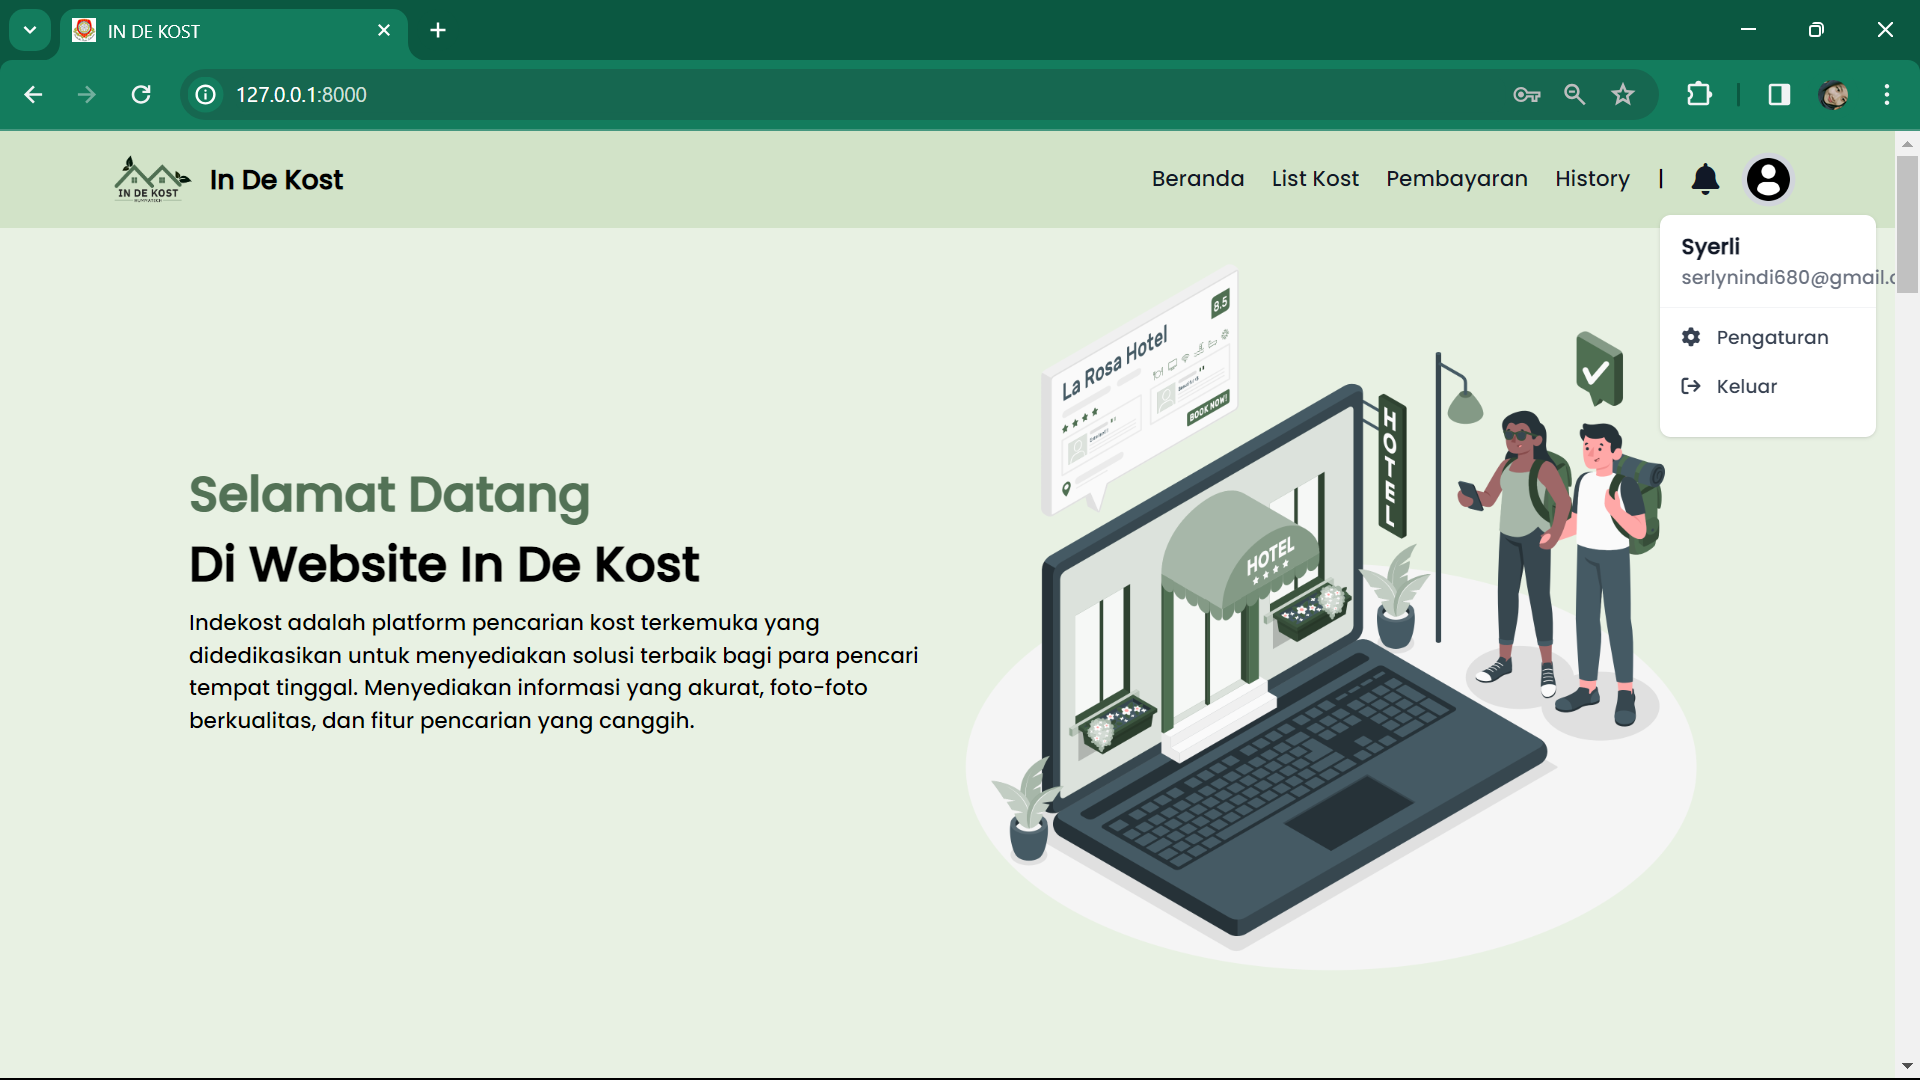 IN DE KOST
127.0.0.1:8000
IN DE KOST
In De Kost
Beranda
List Kost
Pembayaran
History
|
Syerli
serlynindi680@gmail.c
Pengaturan
Keluar
Selamat Datang
Di Website In De Kost
Indekost adalah platform pencarian kost terkemuka yang
didedikasikan untuk menyediakan solusi terbaik bagi para pencari
tempat tinggal. Menyediakan informasi yang akurat, foto-foto
berkualitas, dan fitur pencarian yang canggih.
8.5
La Rosa Hotel
BOOK NOW!
HOTEL
HOTEL